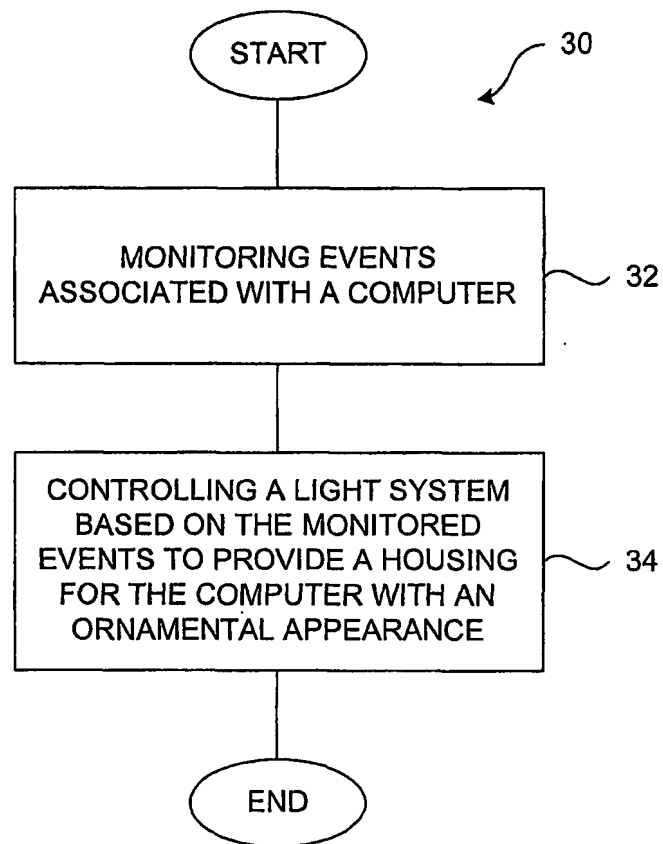 START
30
MONITORING EVENTS
ASSOCIATED WITH A COMPUTER
32
CONTROLLING A LIGHT SYSTEM
BASED ON THE MONITORED
EVENTS TO PROVIDE A HOUSING
FOR THE COMPUTER WITH AN
ORNAMENTAL APPEARANCE
34
END